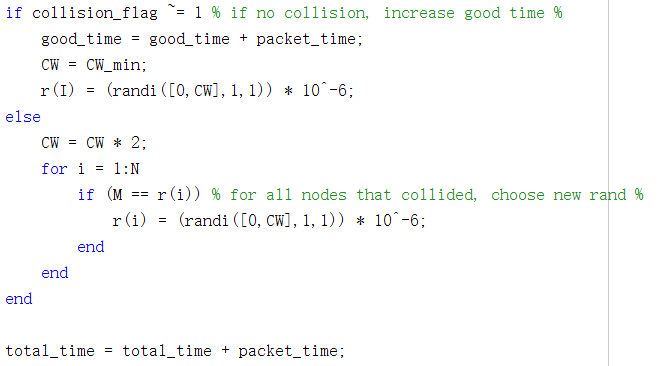 if collision_flag ~= 1 % if no collision, increase good time %
    good_time = good_time + packet_time;
    CW = CW_min;
    r(I) = (randi([0,CW],1,1)) * 10^-6;
else
    CW = CW * 2;
    for i = 1:N
        if (M == r(i)) % for all nodes that collided, choose new rand %
            r(i) = (randi([0,CW],1,1)) * 10^-6;
        end
    end
end

total_time = total_time + packet_time;